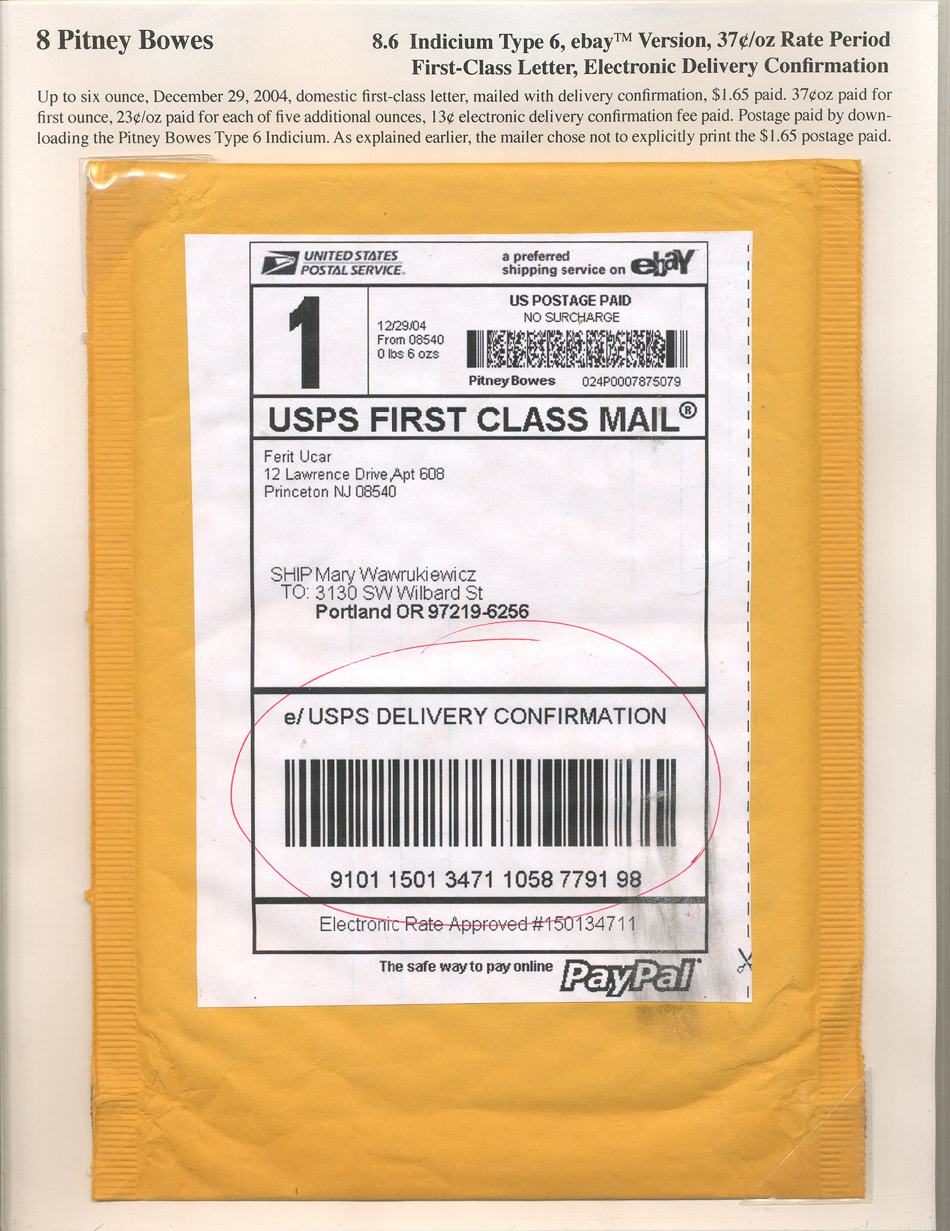 8 Pitney Bowes
8.6 Indicium Type 6, ebay™ Version, 37¢/oz Rate Period
First-Class Letter, Electronic Delivery Confirmation
Up to six ounce, December 29, 2004, domestic first-class letter, mailed with delivery confirmation, $1.65 paid. 37¢oz paid for
first ounce, 23¢/oz paid for each of five additional ounces, 13¢ electronic delivery confirmation fee paid. Postage paid by down-
loading the Pitney Bowes Type 6 Indicium. As explained earlier, the mailer chose not to explicitly print the $1.65 postage paid.
UNITED STATES
POSTAL SERVICE®
a preferred
shipping service on ebaY
1
12/29/04
From 08540
0 lbs 6 ozs
US POSTAGE PAID
NO SURCHARGE
PitneyBowes 024P0007875079
USPS FIRST CLASS MAIL®
Ferit Ucar
12 Lawrence Drive,Apt 608
Princeton NJ 08540
SHIP Mary Wawrukiewicz
TO: 3130 SW Wilbard St
Portland OR 97219-6256
e/ USPS DELIVERY CONFIRMATION
9101 1501 3471 1058 7791 98
Electronic Rate Approved #150134711
The safe way to pay online PayPal